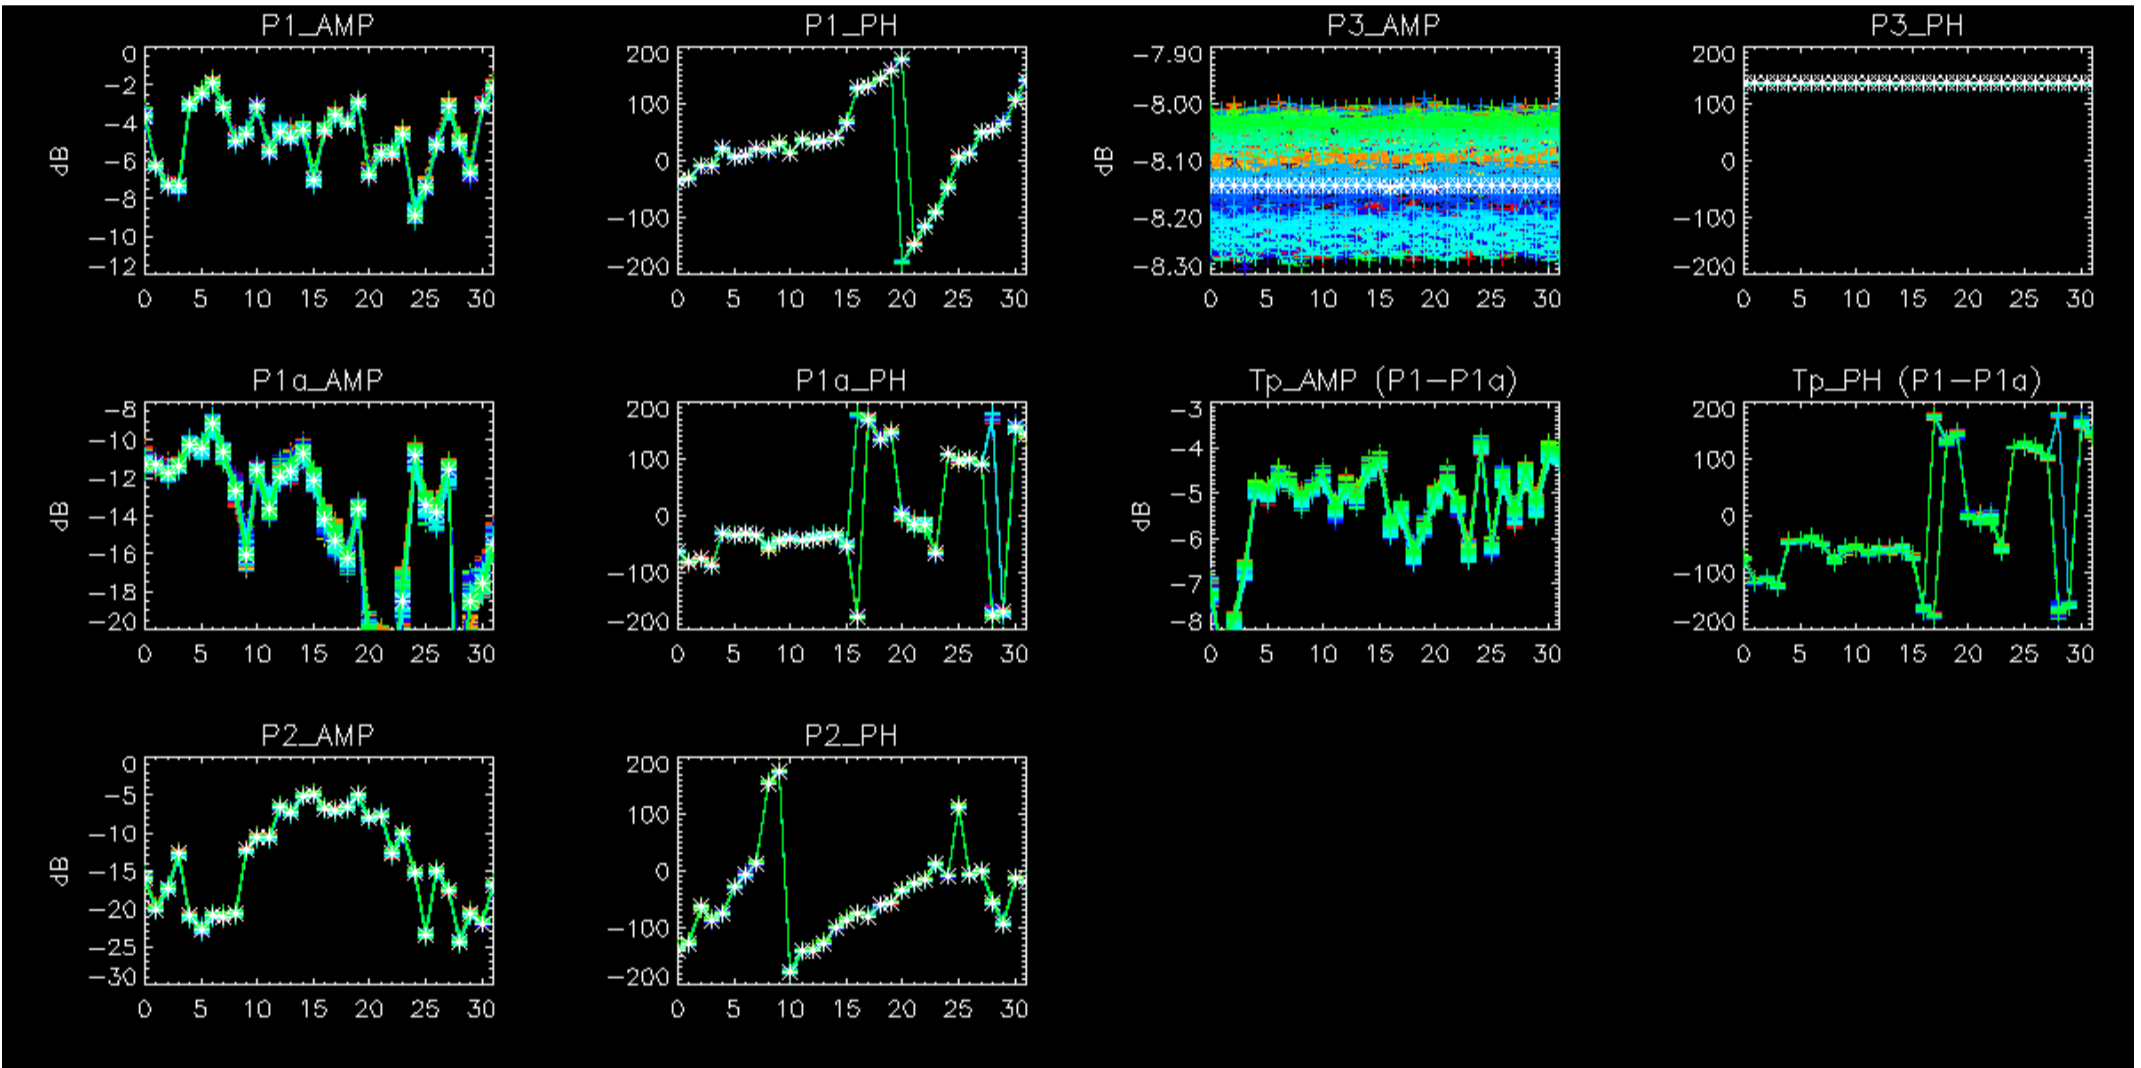 P1_AMP P1_PH P3_AMP P3_PH
0 200 −7.90 200
−2 100 −8.00 100
−4 0 −8.10 0
−6 −100 −8.20 −100
−8 −200 −8.30 −200
−10
−12
dB dB
0 5 10 15 20 25 30 0 5 10 15 20 25 30 0 5 10 15 20 25 30 0 5 10 15 20 25 30
P1a_AMP P1a_PH Tp_AMP (P1−P1a) Tp_PH (P1−P1a)
−8 200 −3 200
−10 100 −4 100
−12 0 −5 0
−14 −100 −6 −100
−16 −200 −7 −200
−18 −8
−20
dB dB
0 5 10 15 20 25 30 0 5 10 15 20 25 30 0 5 10 15 20 25 30 0 5 10 15 20 25 30
P2_AMP P2_PH
0 200
−5 100
−10 0
−15 −100
−20 −200
−25
−30
dB
0 5 10 15 20 25 30 0 5 10 15 20 25 30